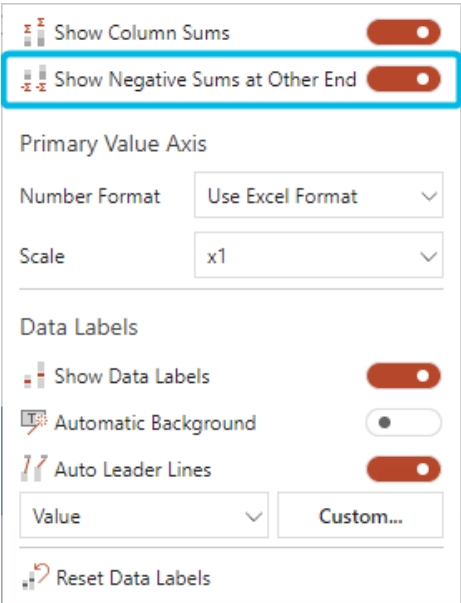 Show Column Sums
Show Negative Sums at Other End
Primary Value Axis
Number Format Use Excel Format
Scale x1
Data Labels
Show Data Labels
Automatic Background
Auto Leader Lines
Value Custom...
Reset Data Labels